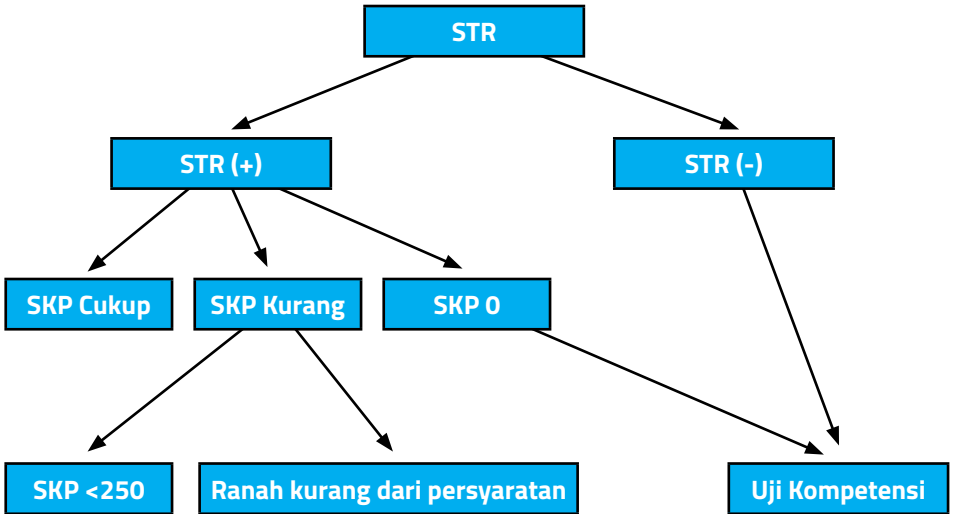 STR
STR (+)
STR (-)
SKP Cukup
SKP Kurang
SKP 0
SKP <250
Ranah kurang dari persyaratan
Uji Kompetensi